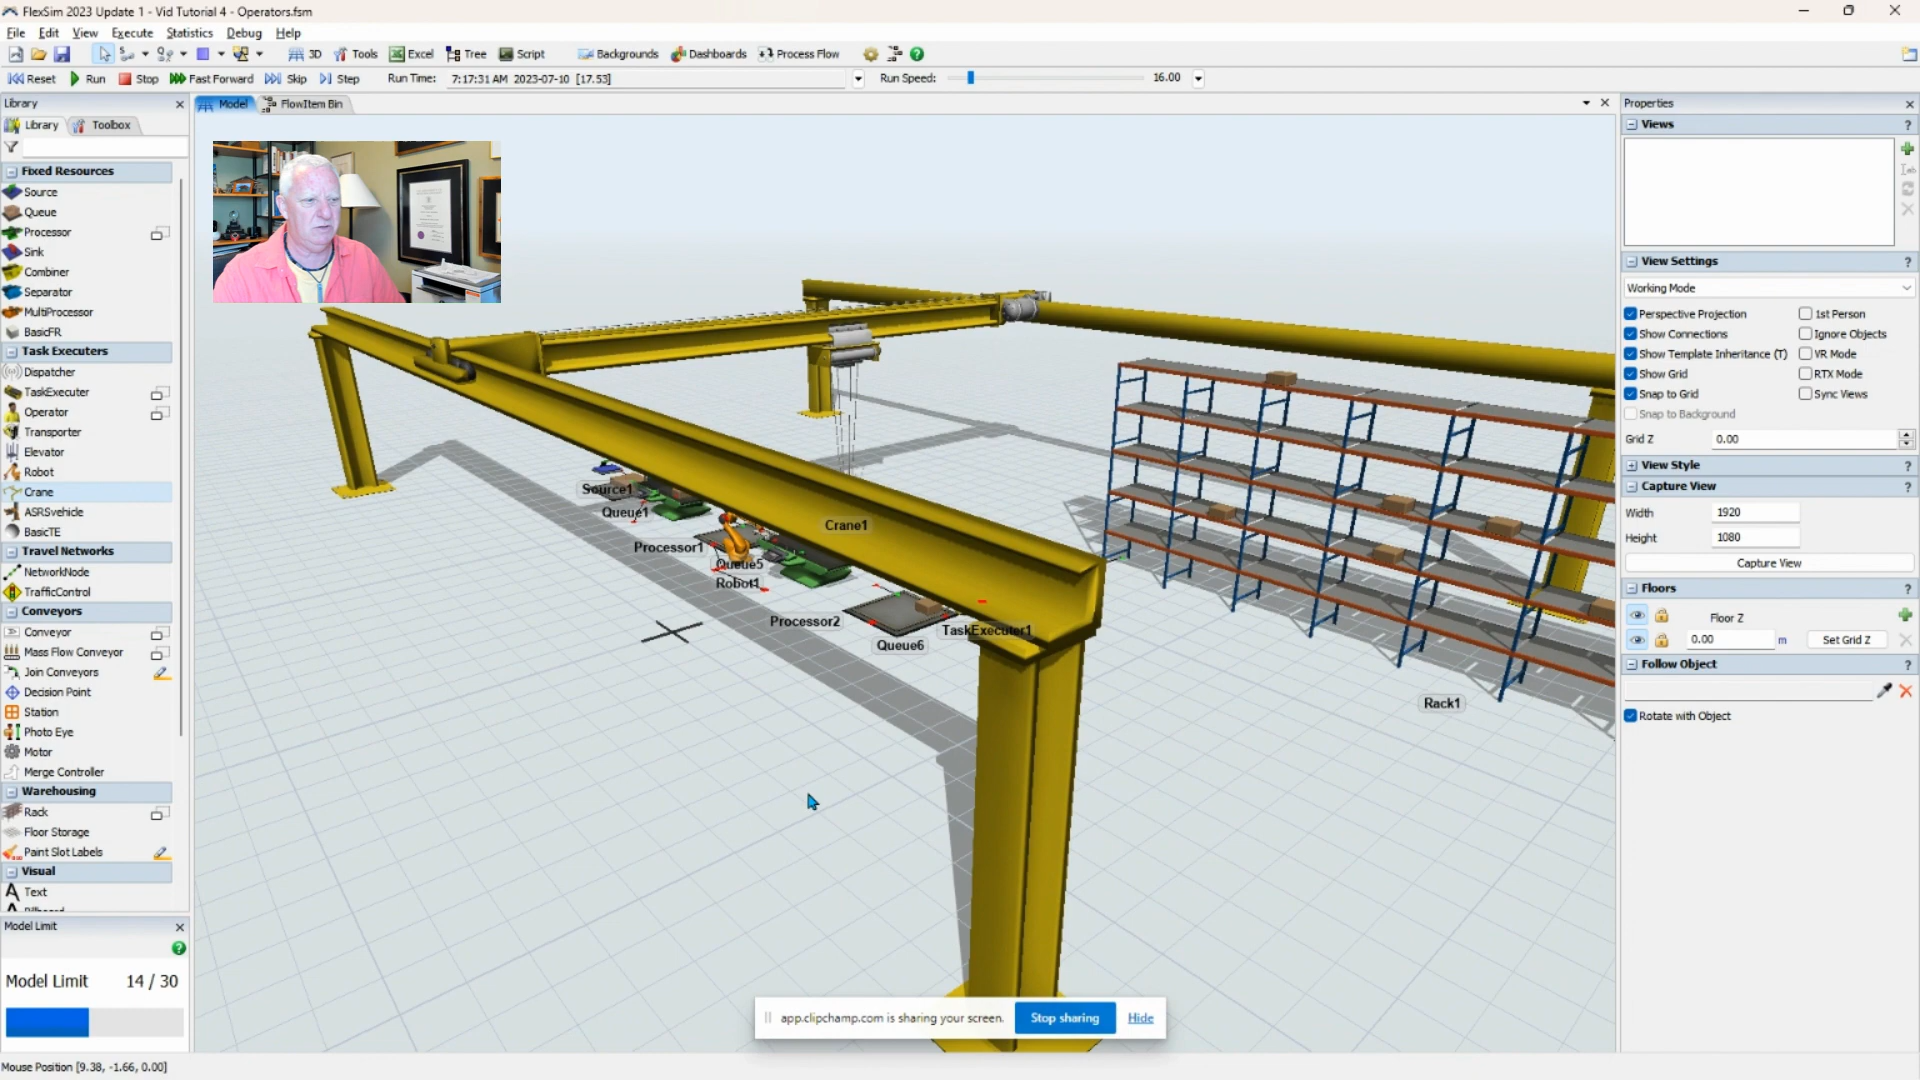 FlexSim 2023 Update 1 - Vid Tutorial 4 - Operators.fsm
File Edit View Execute Statistics Debug Help
3D Tools Excel Tree Script Backgrounds Dashboards Process Flow
Reset Run Stop Fast Forward Skip Step Run Time: 7:17:31 AM 2023-07-10 [17.53] Run Speed: 16.00
Library
Library Toolbox
Fixed Resources
Source
Queue
Processor
Sink
Combiner
Separator
MultiProcessor
BasicFR
Task Executers
Dispatcher
TaskExecuter
Operator
Transporter
Elevator
Robot
Crane
ASRSvehicle
BasicTE
Travel Networks
NetworkNode
TrafficControl
Conveyors
Conveyor
Mass Flow Conveyor
Join Conveyors
Decision Point
Station
Photo Eye
Motor
Merge Controller
Warehousing
Rack
Floor Storage
Paint Slot Labels
Visual
Text
Model Limit
Model Limit 14 / 30
Mouse Position [9.38, -1.66, 0.00]
Model FlowItem Bin
Source1
Queue1
Crane1
Processor1
Queue5
Robot1
Processor2
TaskExecuter1
Queue6
Rack1
app.clipchamp.com is sharing your screen. Stop sharing Hide
Properties
Views
View Settings
Working Mode
Perspective Projection 1st Person
Show Connections Ignore Objects
Show Template Inheritance (T) VR Mode
Show Grid RTX Mode
Snap to Grid Sync Views
Snap to Background
Grid Z 0.00
View Style
Capture View
Width 1920
Height 1080
Capture View
Floors
Floor Z
0.00 m Set Grid Z
Follow Object
Rotate with Object